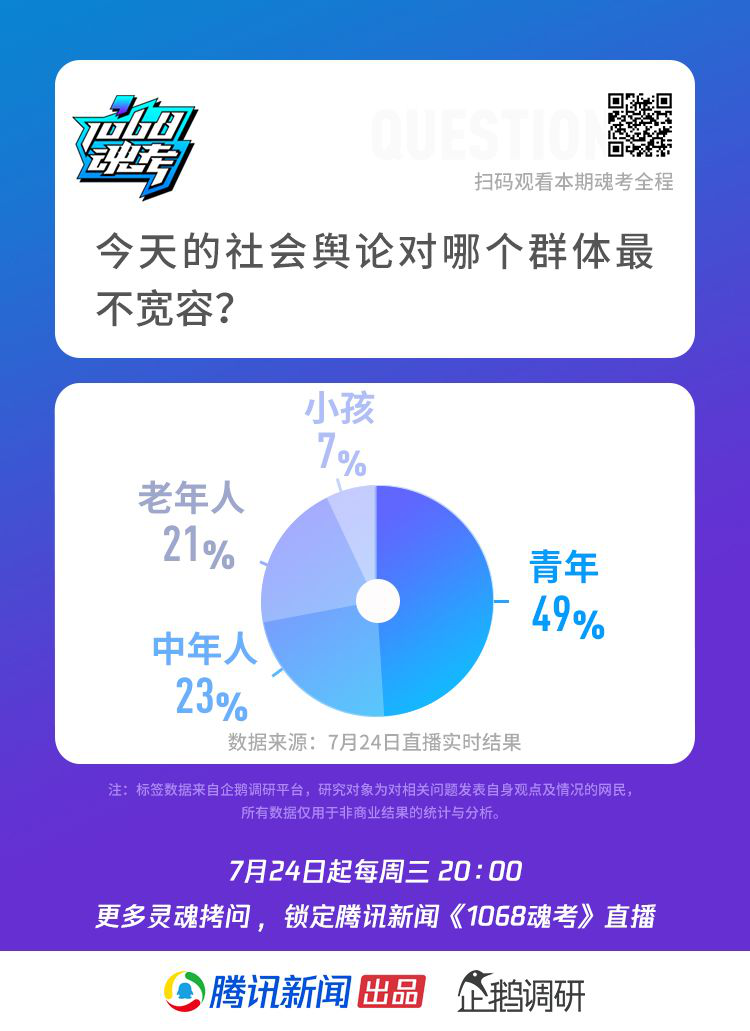 1068
魂考
QUESTION
扫码观看本期魂考全程
今天的社会舆论对哪个群体最
不宽容？
小孩
7%
老年人
21%
青年
49%
中年人
23%
数据来源：7月24日直播实时结果
注：标签数据来自企鹅调研平台，研究对象为对相关问题发表自身观点及情况的网民，
所有数据仅用于非商业结果的统计与分析。
7月24日起每周三 20:00
更多灵魂拷问，锁定腾讯新闻《1068魂考》直播
腾讯新闻 出品 企鹅调研